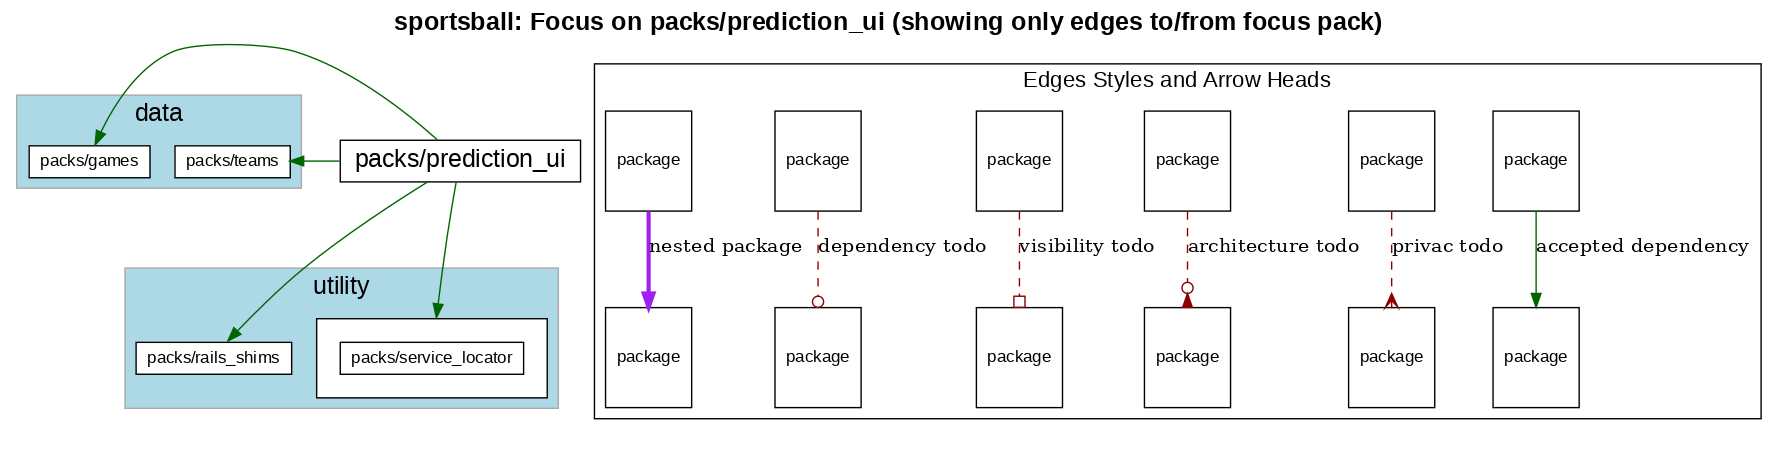 sportsball: Focus on packs/prediction_ui (showing only edges to/from focus pack)
data
packs/games
packs/teams
packs/prediction_ui
utility
packs/rails_shims
packs/service_locator
Edges Styles and Arrow Heads
package
package
package
package
package
package
nested package
dependency todo
visibility todo
architecture todo
privac todo
accepted dependency
package
package
package
package
package
package